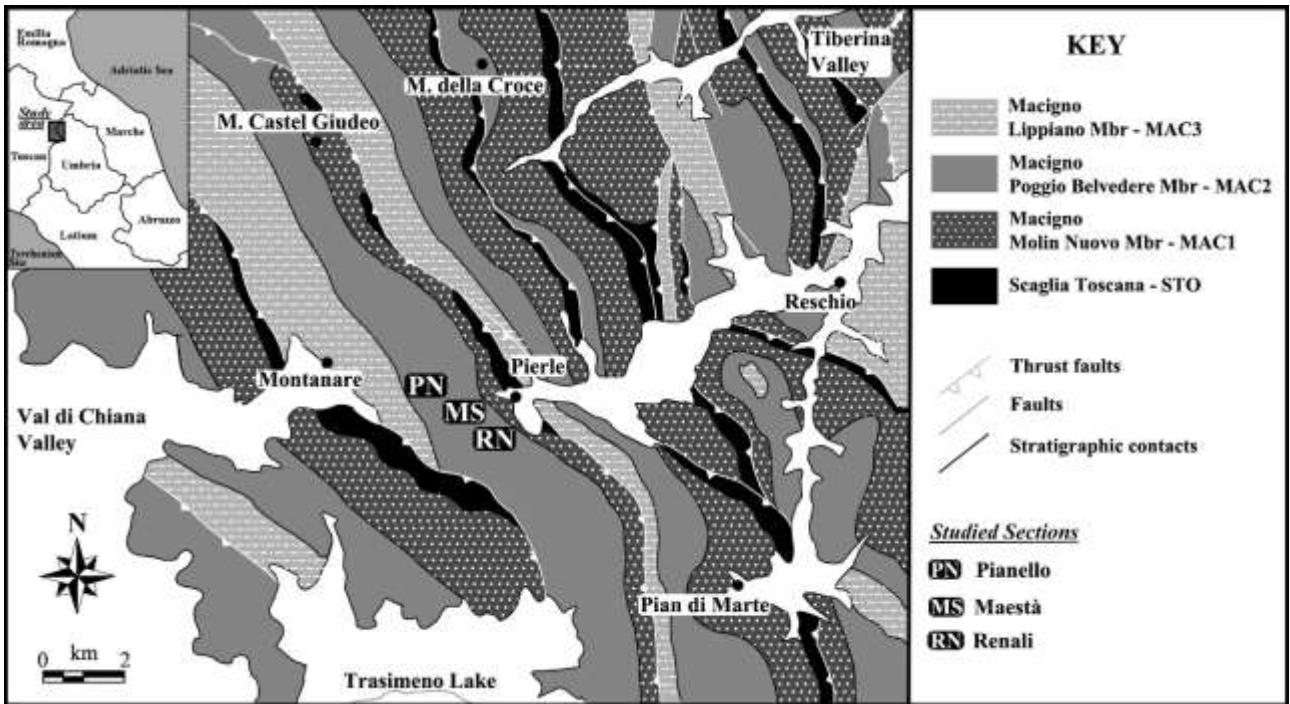 Emilia
Romagna
Adriatic Sea
Study
area
Marche
Tuscan
Umbria
Abruzzo
Latium
Tyrrhenian
Sea
M. della Croce
Tiberina
Valley
M. Castel Giudeo
Reschio
Montanare
Pierle
PN
MS
RN
Val di Chiana
Valley
N
Pian di Marte
km
0 2
Trasimeno Lake
KEY
Macigno
Lippiano Mbr - MAC3
Macigno
Poggio Belvedere Mbr - MAC2
Macigno
Molin Nuovo Mbr - MAC1
Scaglia Toscana - STO
Thrust faults
Faults
Stratigraphic contacts
Studied Sections
PN Pianello
MS Maestà
RN Renali